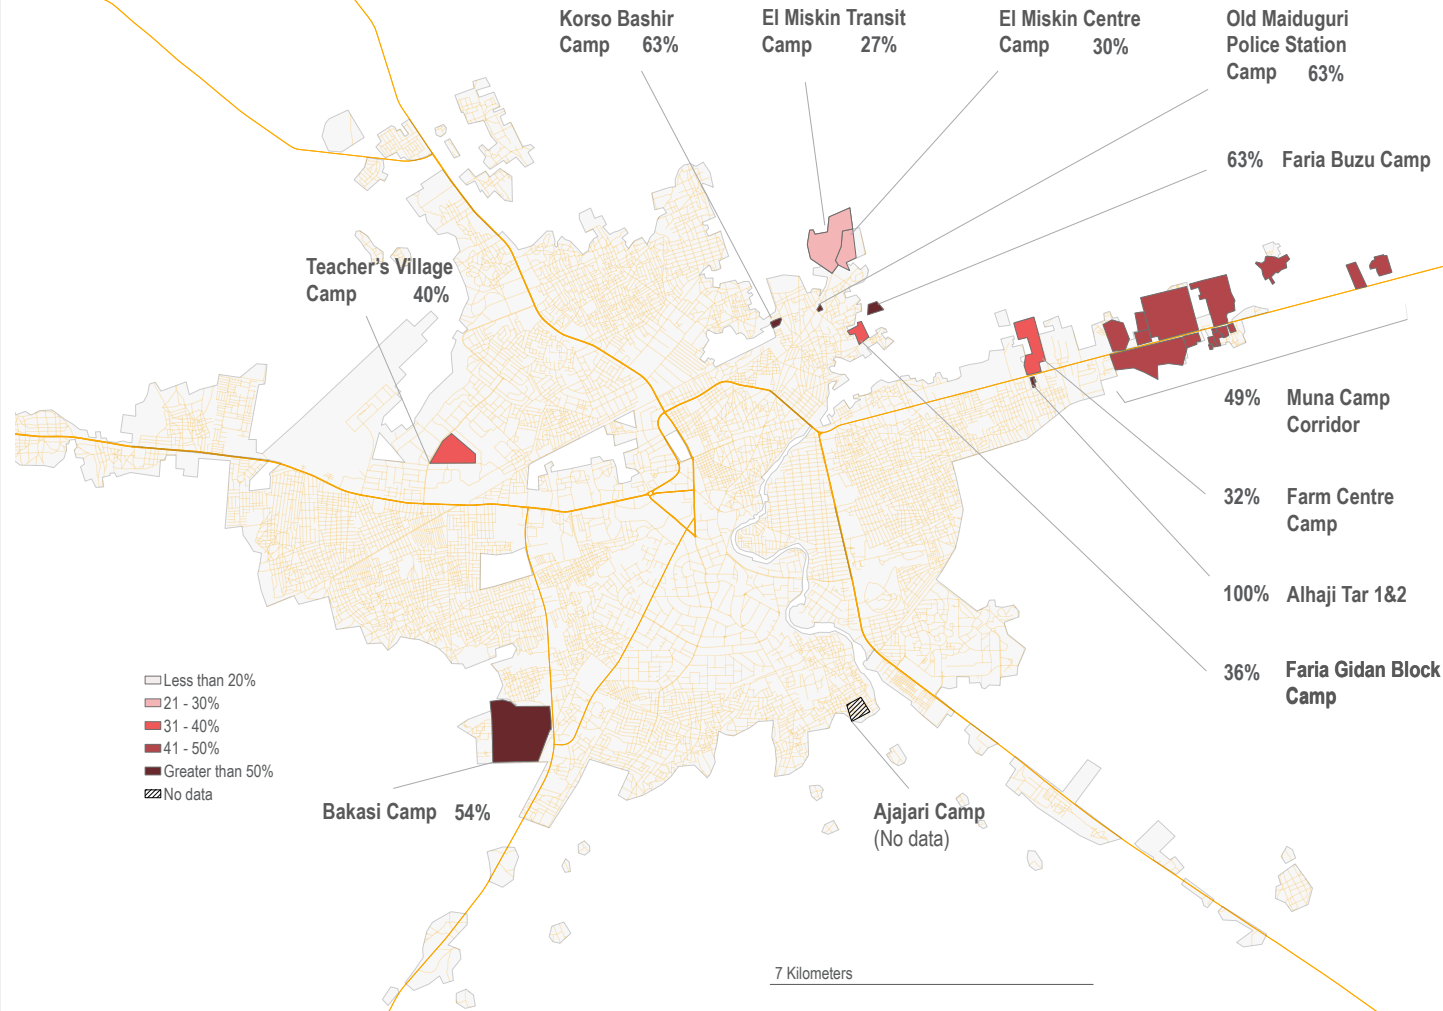 Korso Bashir
Camp 63%
El Miskin Transit
Camp 27%
El Miskin Centre
Camp 30%
Old Maiduguri
Police Station
Camp 63%
63% Faria Buzu Camp
Teacher's Village
Camp 40%
49% Muna Camp
Corridor
32% Farm Centre
Camp
100% Alhaji Tar 1&2
36% Faria Gidan Block
Camp
Less than 20%
21 - 30%
31 - 40%
41 - 50%
Greater than 50%
No data
Bakasi Camp 54%
Ajajari Camp
(No data)
7 Kilometers